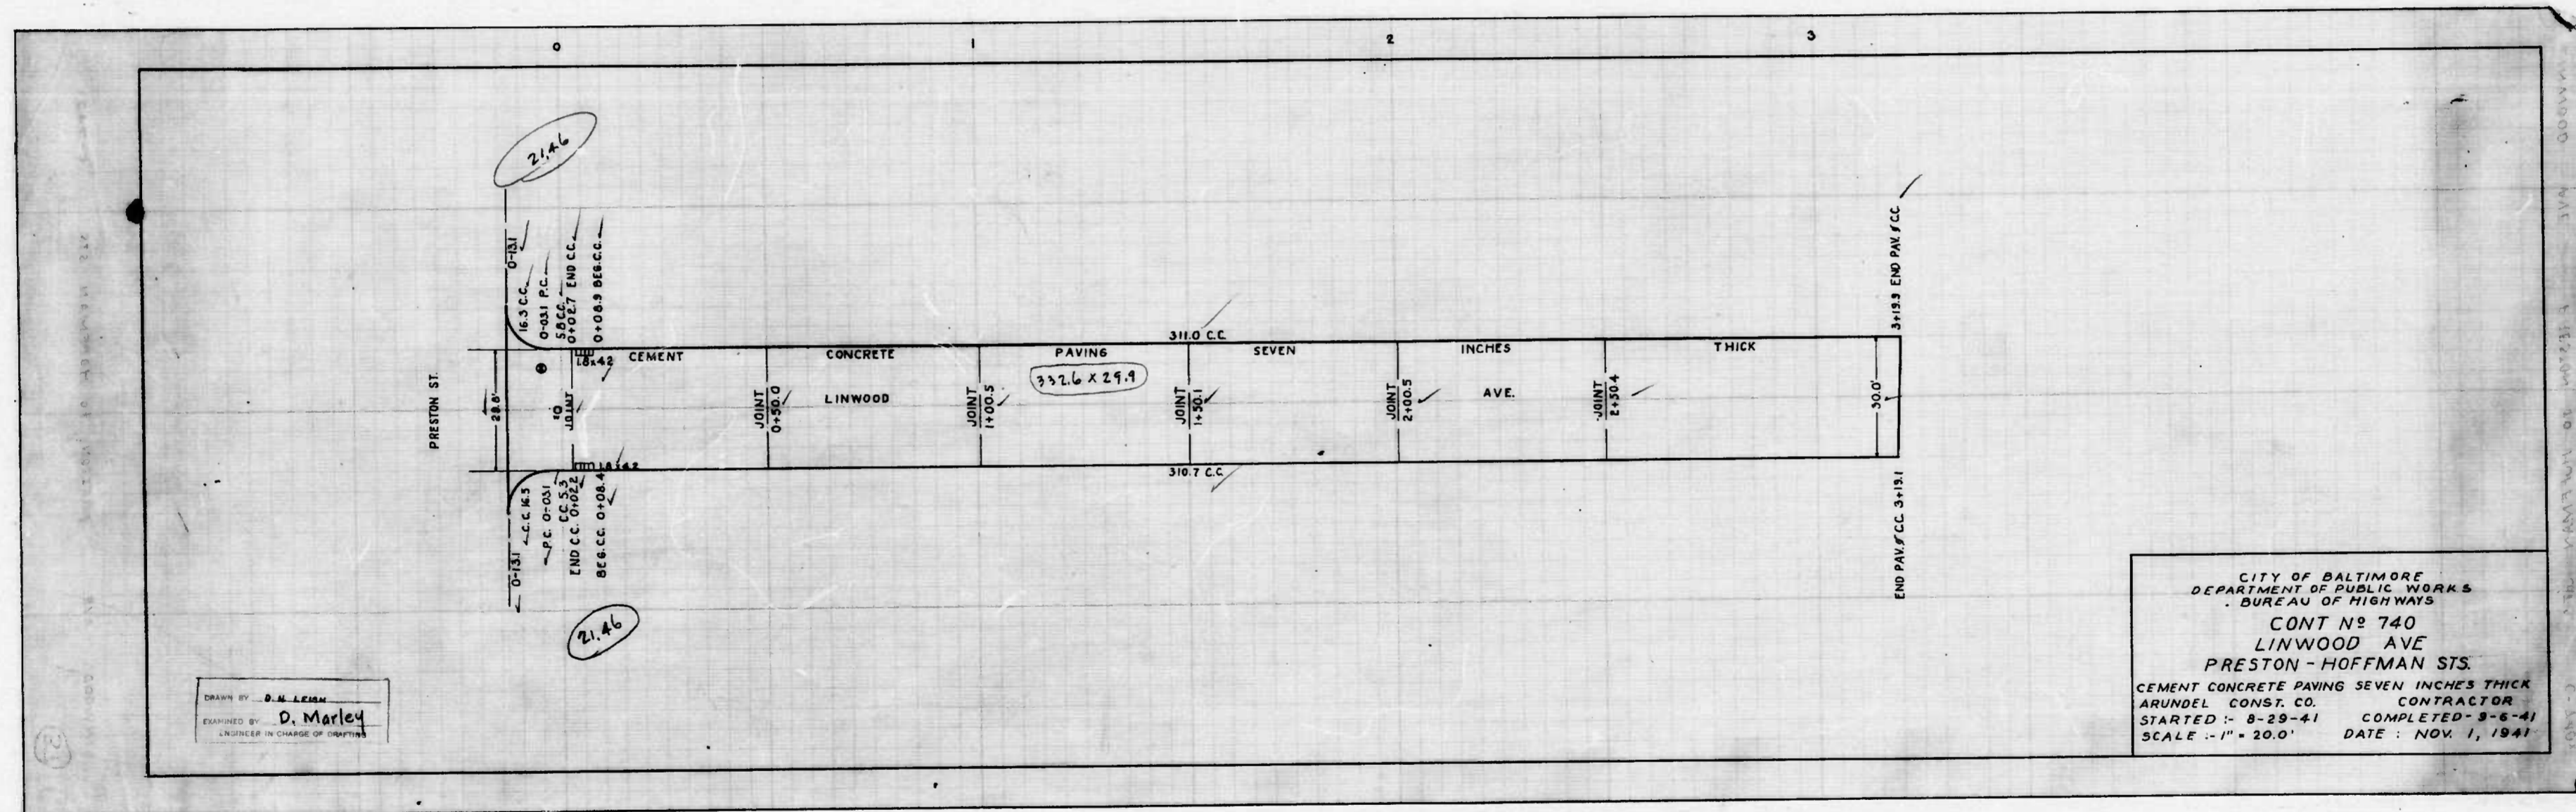 0 1 2 3
21.46
0-13.1
16.3 C.C.
0-03.1 P.C.
5.8 C.C.
0+02.7 END C.C.
0+08.9 BEG. C.C.
3+19.9 END PAV. & C.C.
311.0 C.C.
1.8x4.2
CEMENT CONCRETE PAVING SEVEN INCHES THICK
332.6 X 29.9
PRESTON ST.
29.8'
JOINT
LINWOOD AVE.
JOINT
0+50.0
JOINT
1+00.5
JOINT
1+50.1
JOINT
2+00.5
JOINT
2+50.4
30.0'
1.8x4.2
310.7 C.C.
0-13.1
C.C. 16.5
P.C. 0-03.1
C.C. 5.3
END C.C. 0+02.2
BEG. C.C. 0+08.4
END PAV. & C.C. 3+19.1
21.46
DRAWN BY D.H. LEIGH
EXAMINED BY D. Marley
ENGINEER IN CHARGE OF DRAFTING
CITY OF BALTIMORE
DEPARTMENT OF PUBLIC WORKS
BUREAU OF HIGHWAYS
CONT Nº 740
LINWOOD AVE
PRESTON - HOFFMAN STS.
CEMENT CONCRETE PAVING SEVEN INCHES THICK
ARUNDEL CONST. CO. CONTRACTOR
STARTED :- 8-29-41 COMPLETED - 9-6-41
SCALE :- 1" = 20.0' DATE : NOV. 1, 1941